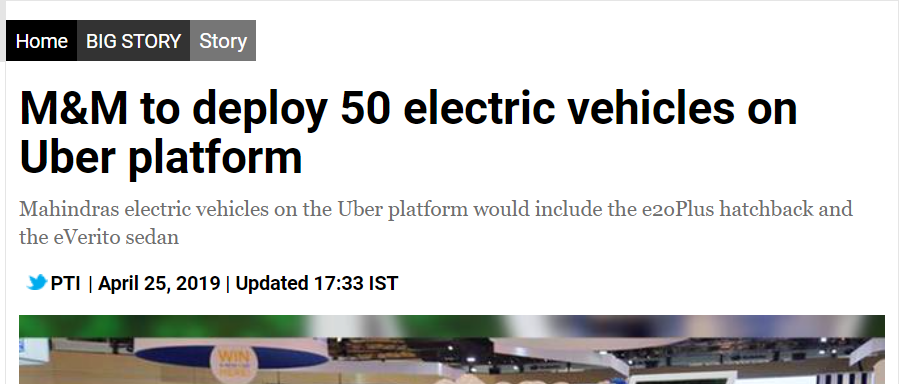 Home BIG STORY Story
M&M to deploy 50 electric vehicles on
Uber platform
Mahindras electric vehicles on the Uber platform would include the e2oPlus hatchback and
the eVerito sedan
PTI | April 25, 2019 | Updated 17:33 IST
WIN